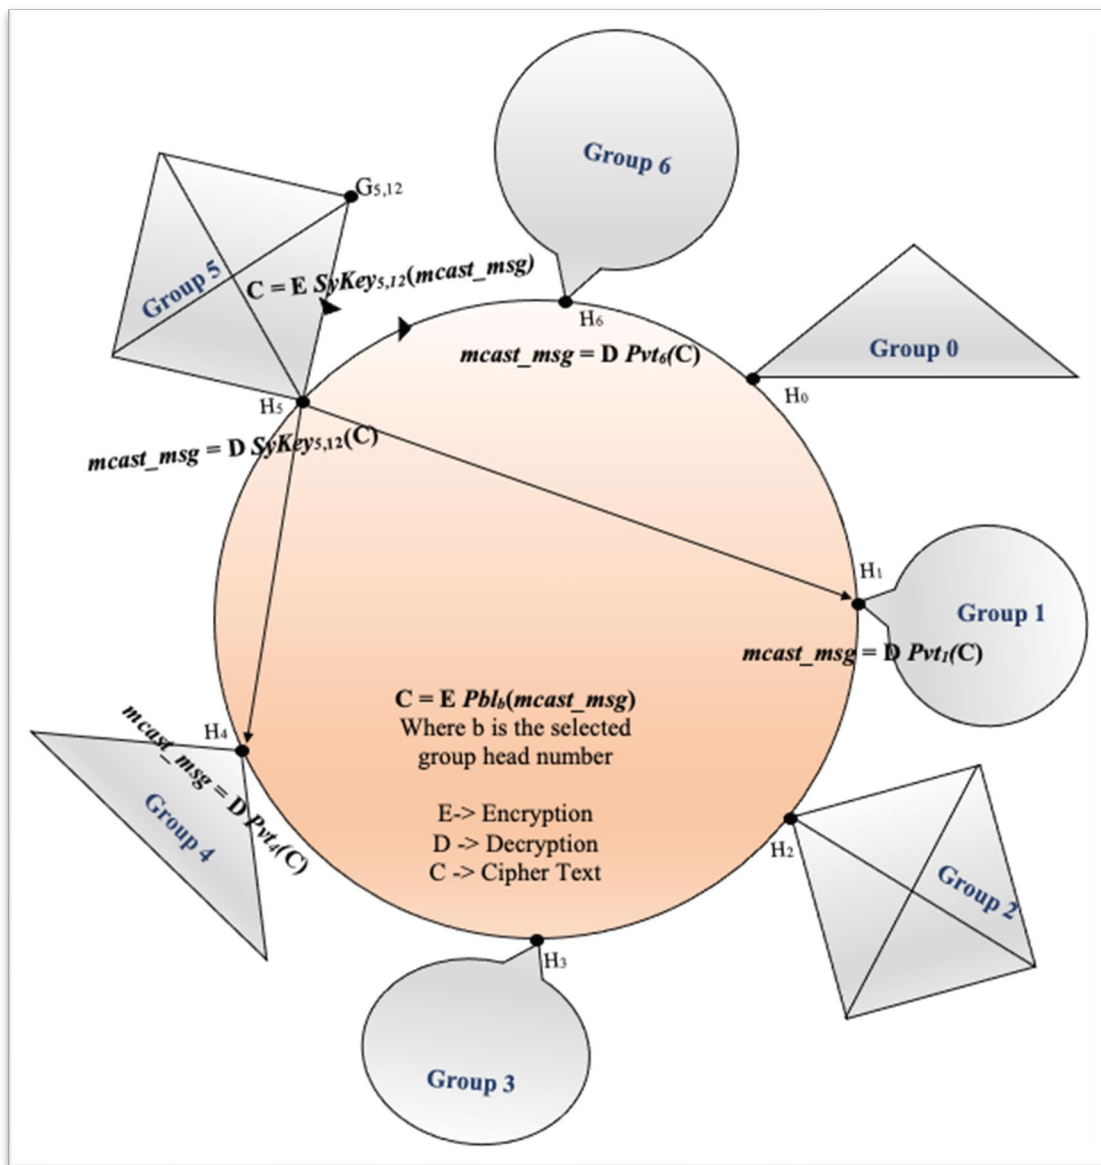 Group 6
G5,12
Group 5
C = E SyKey5,12(mcast_msg)
H6
mcast_msg = D Pvt6(C)
Group 0
H0
H5
mcast_msg = D SyKey5,12(C)
H1
Group 1
mcast_msg = D Pvt1(C)
C = E Pblb(mcast_msg)
Where b is the selected
group head number
H4
mcast_msg = D Pvt4(C)
Group 4
E-> Encryption
D -> Decryption
C -> Cipher Text
H2
Group 2
H3
Group 3